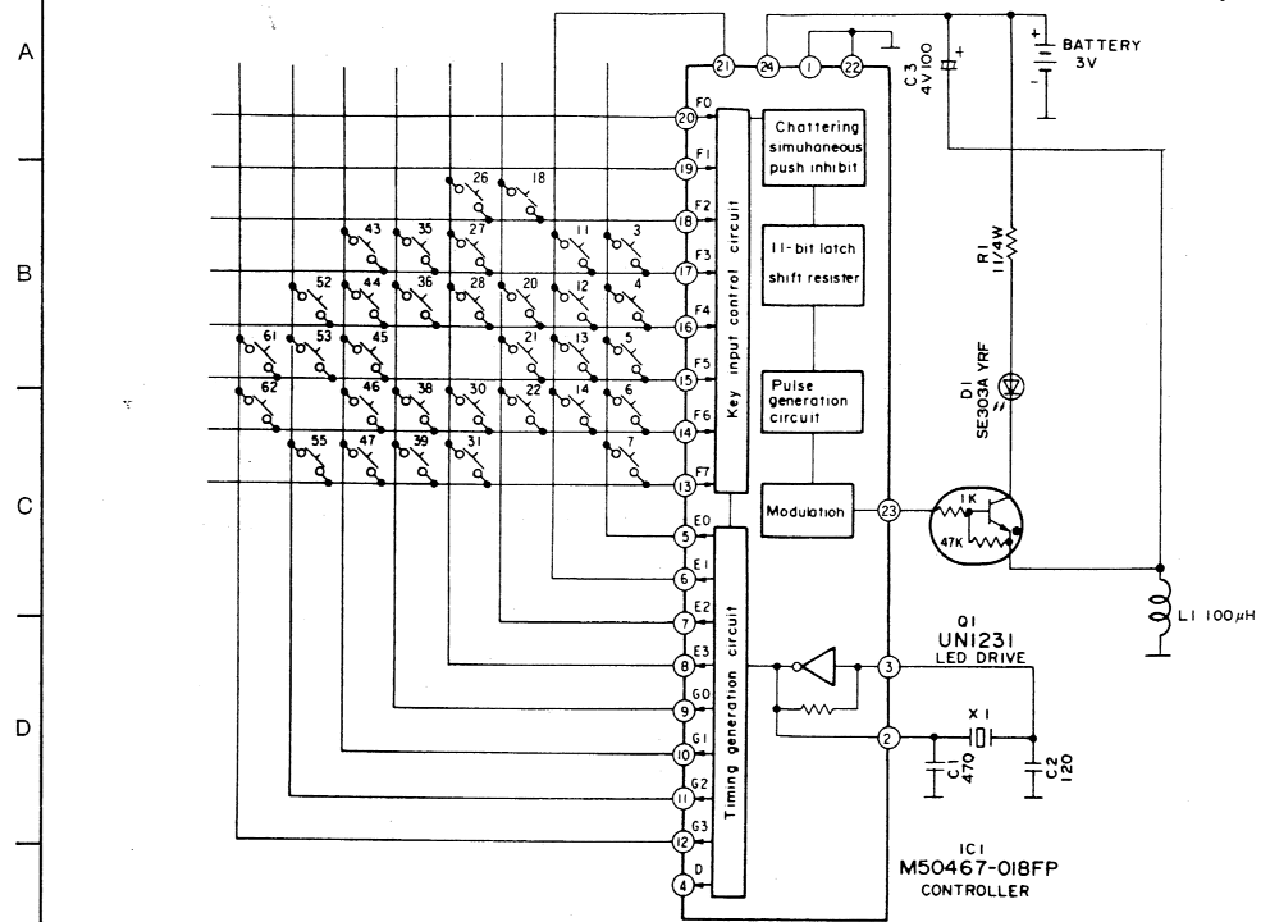 A
B
C
D
21
24
1
22
C3
4V100
+
+
-
BATTERY
3V
20
F0
19
F1
18
F2
17
F3
16
F4
15
F5
14
F6
13
F7
Key input control circuit
Chattering
simuhaneous
push inhibit
11-bit latch
shift resister
Pulse
generation
circuit
Modulation
26
18
43
35
27
11
3
52
44
36
28
20
12
4
61
53
45
21
13
5
62
46
38
30
22
14
6
55
47
39
31
7
R1
11/4W
D1
SE303A YRF
23
1K
47K
L1 100μH
Q1
UN1231
LED DRIVE
5
E0
6
E1
7
E2
8
E3
9
G0
10
G1
11
G2
12
G3
4
D
Timing generation circuit
3
2
X1
C1
470
C2
120
IC1
M50467-018FP
CONTROLLER